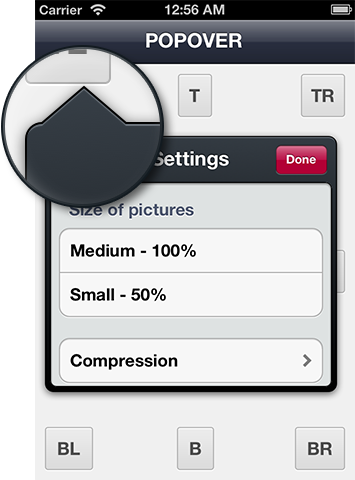 Carrier 12:56 AM
POPOVER
T TR
Settings Done
Size of pictures
Medium - 100%
Small - 50%
Compression
BL B BR